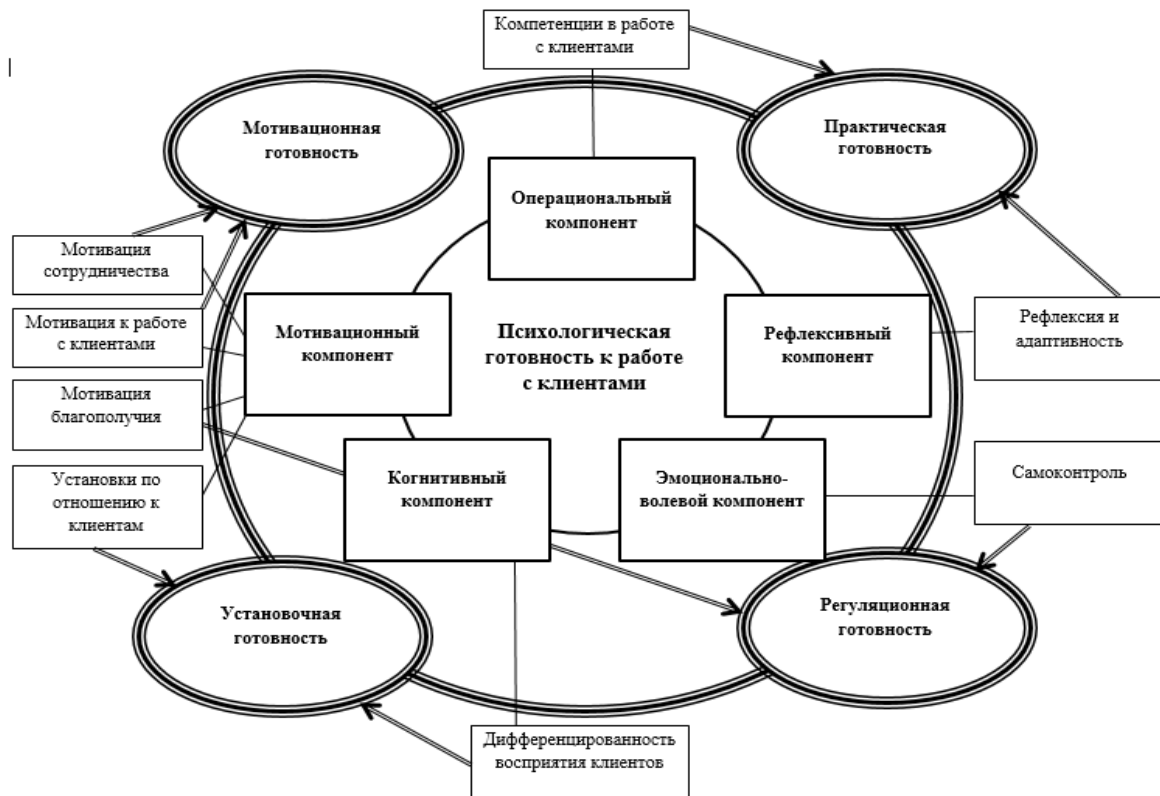 Компетенции в работе
с клиентами
Мотивационная
готовность
Практическая
готовность
Операциональный
компонент
Мотивация
сотрудничества
Мотивация к работе
с клиентами
Мотивация
благополучия
Установки по
отношению к
клиентам
Мотивационный
компонент
Психологическая
готовность к работе
с клиентами
Рефлексивный
компонент
Рефлексия и
адаптивность
Когнитивный
компонент
Эмоционально-
волевой компонент
Самоконтроль
Установочная
готовность
Регуляционная
готовность
Дифференцированность
восприятия клиентов